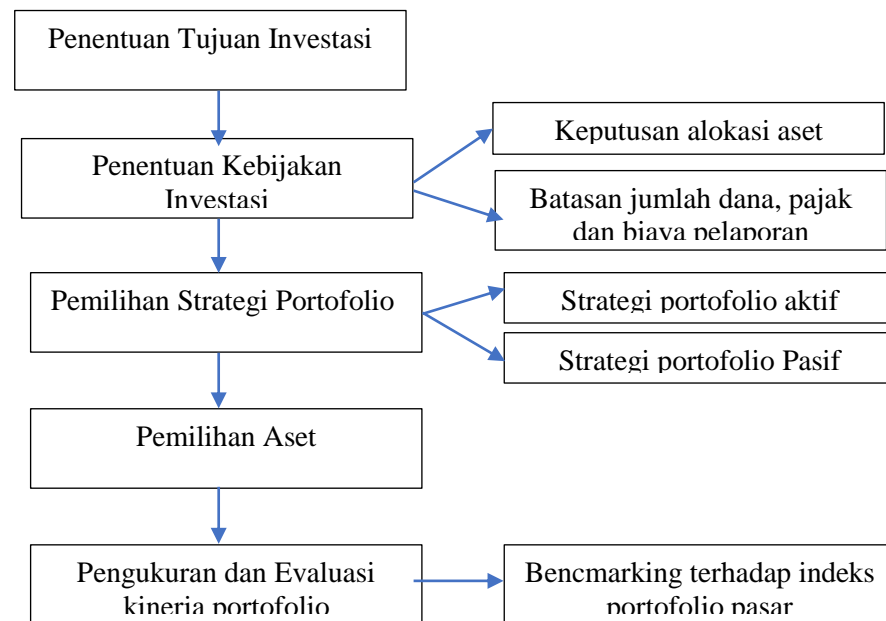 Penentuan Tujuan Investasi
Penentuan Kebijakan
Investasi
Keputusan alokasi aset
Batasan jumlah dana, pajak
dan biaya pelaporan
Pemilihan Strategi Portofolio
Strategi portofolio aktif
Strategi portofolio Pasif
Pemilihan Aset
Pengukuran dan Evaluasi
kinerja portofolio
Bencmarking terhadap indeks
portofolio pasar